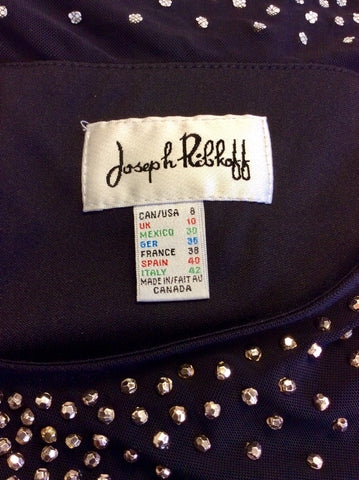 Joseph Ribkoff
CAN/USA 8
UK 10
MEXICO 30
GER 36
FRANCE 38
SPAIN 40
ITALY 42
MADE IN/FAIT AU
CANADA